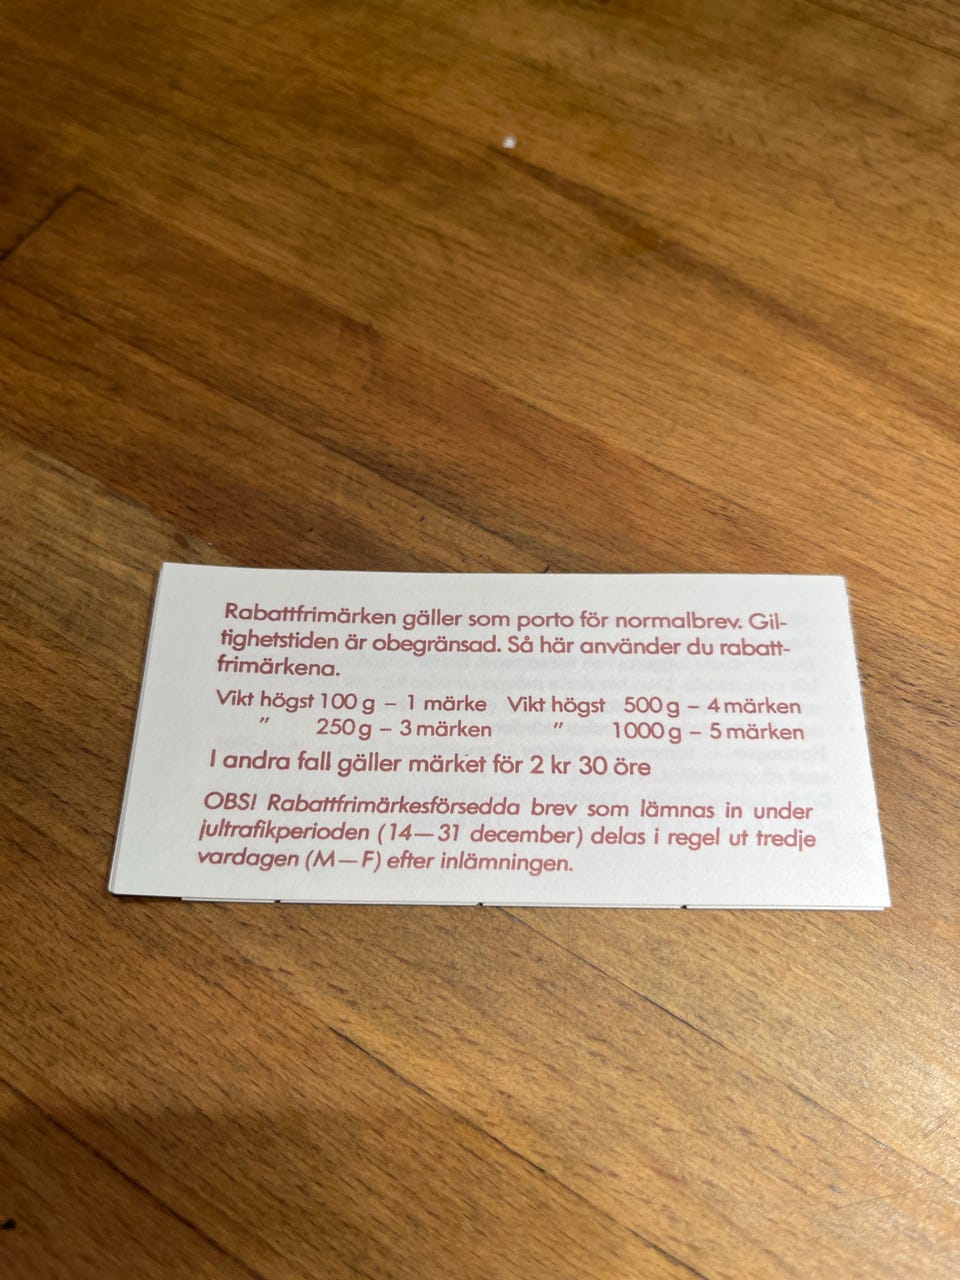 Rabattfrimärken gäller som porto för normalbrev. Gil-
tighetstiden är obegränsad. Så här använder du rabatt-
frimärkena.
Vikt högst 100 g – 1 märke Vikt högst 500 g – 4 märken
" 250 g – 3 märken " 1000 g – 5 märken
I andra fall gäller märket för 2 kr 30 öre
OBS! Rabattfrimärkesförsedda brev som lämnas in under
jultrafikperioden (14—31 december) delas i regel ut tredje
vardagen (M—F) efter inlämningen.